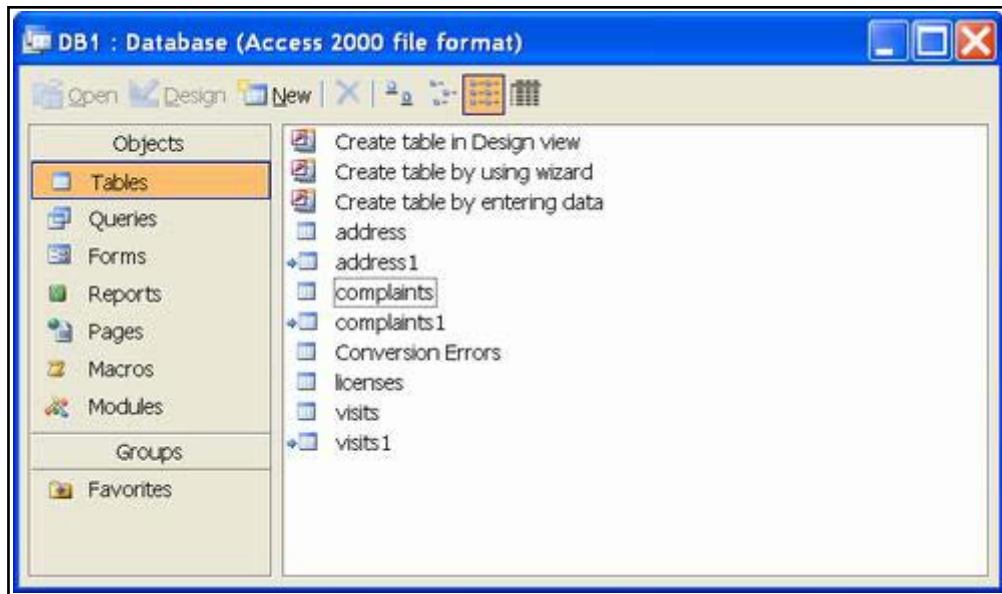 DB1 : Database (Access 2000 file format)
Open Design New
Objects
Tables
Queries
Forms
Reports
Pages
Macros
Modules
Groups
Favorites
Create table in Design view
Create table by using wizard
Create table by entering data
address
address1
complaints
complaints1
Conversion Errors
licenses
visits
visits1